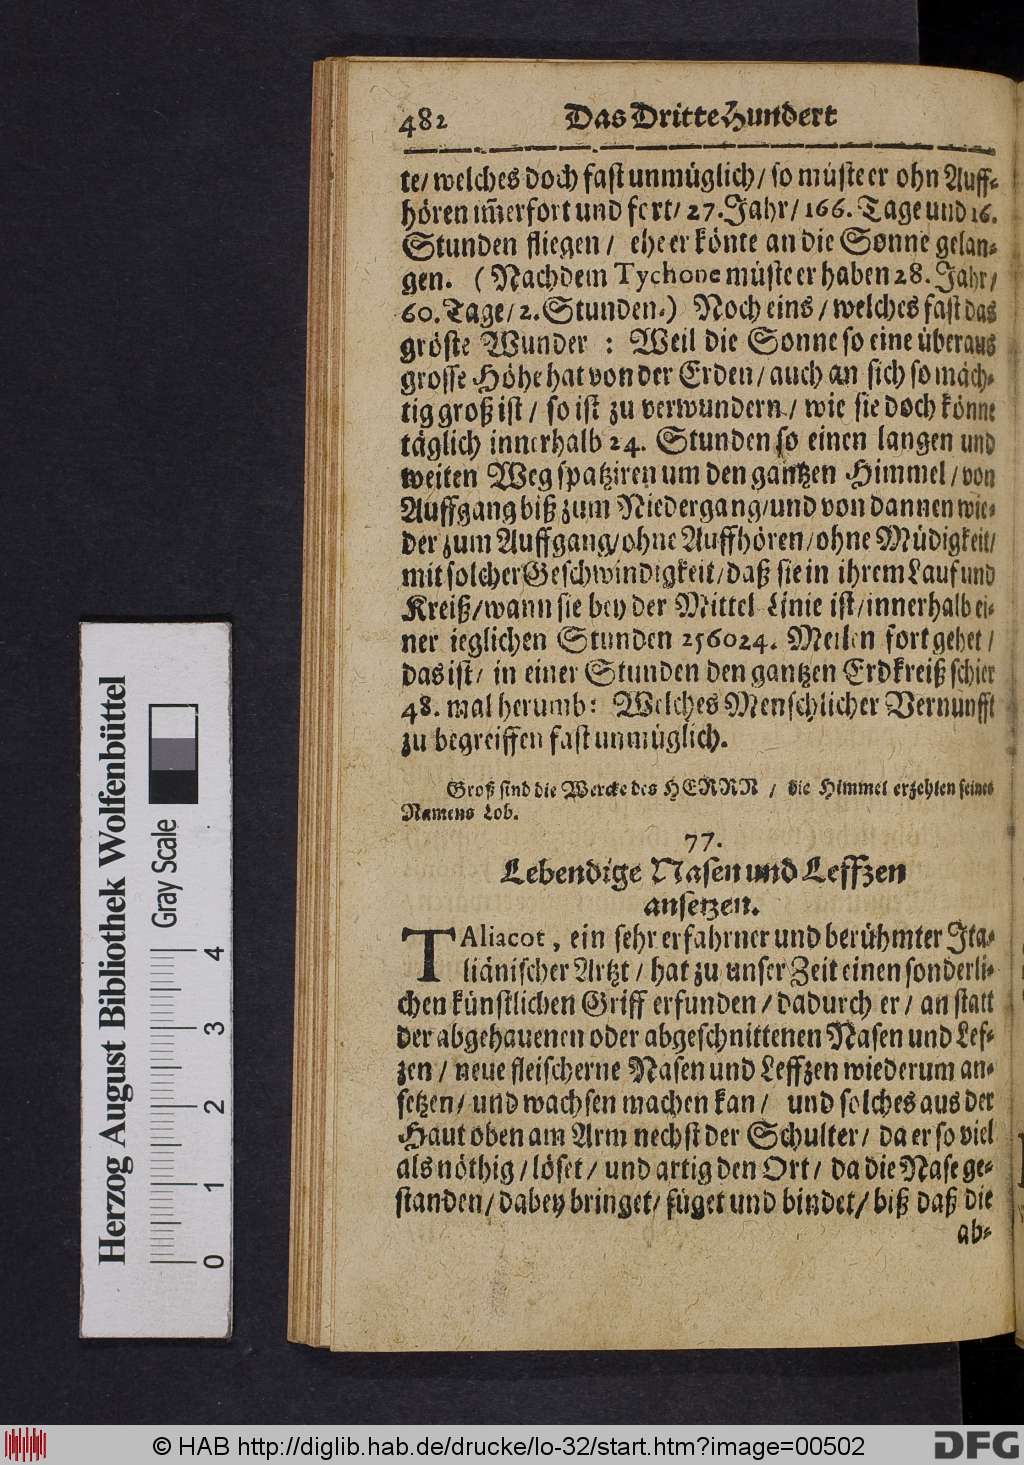 482 Das Dritte Hundert
te/ welches doch fast unmüglich/ so müste er ohn Auff-
hören im̃erfort und fort/ 27. Jahr/ 166. Tage und 16.
Stunden fliegen/ ehe er könte an die Sonne gelan-
gen. (Nachdem Tychone müste er haben 28. Jahr/
60. Tage/ 2. Stunden.) Noch eins/ welches fast das
gröste Wunder: Weil die Sonne so eine überaus
grosse Höhe hat von der Erden/ auch an sich so mäch-
tig groß ist/ so ist zu verwundern/ wie sie doch könne
täglich innerhalb 24. Stunden so einen langen und
weiten Weg spatziren um den gantzen Himmel/ von
Auffgang biß zum Niedergang/ und von dannen wie-
der zum Auffgang/ ohne Auffhören/ ohne Müdigkeit/
mit solcher Geschwindigkeit/ daß sie in ihrem Lauf und
Kreiß/ wann sie bey der Mittel Linie ist/ innerhalb ei-
ner ieglichen Stunden 256024. Meilen fort gehet/
das ist/ in einer Stunden den gantzen Erdkreiß schier
48. mal herumb: Welches Menschlicher Vernunfft
zu begreiffen fast unmüglich.
Groß sind die Wercke des HERRN/ die Himmel erzehlen seines
Namens Lob.
77.
Lebendige Nasen und Leffzen
ansetzen.
TAliacot, ein sehr erfahrner und berühmter Ita-
liänischer Artzt/ hat zu unser Zeit einen sonderli-
chen künstlichen Griff erfunden/ dadurch er/ an statt
der abgehauenen oder abgeschnittenen Nasen und Lef-
zen/ neue fleischerne Nasen und Leffzen wiederum an-
setzen/ und wachsen machen kan/ und solches aus der
Haut oben am Arm nechst der Schulter/ da er so viel
als nöthig/ löset/ und artig den Ort/ da die Nase ge-
standen/ dabey bringet/ füget und bindet/ biß daß die
ab-
Herzog August Bibliothek Wolfenbüttel
Gray Scale
0 1 2 3 4
© HAB http://diglib.hab.de/drucke/lo-32/start.htm?image=00502
DFG